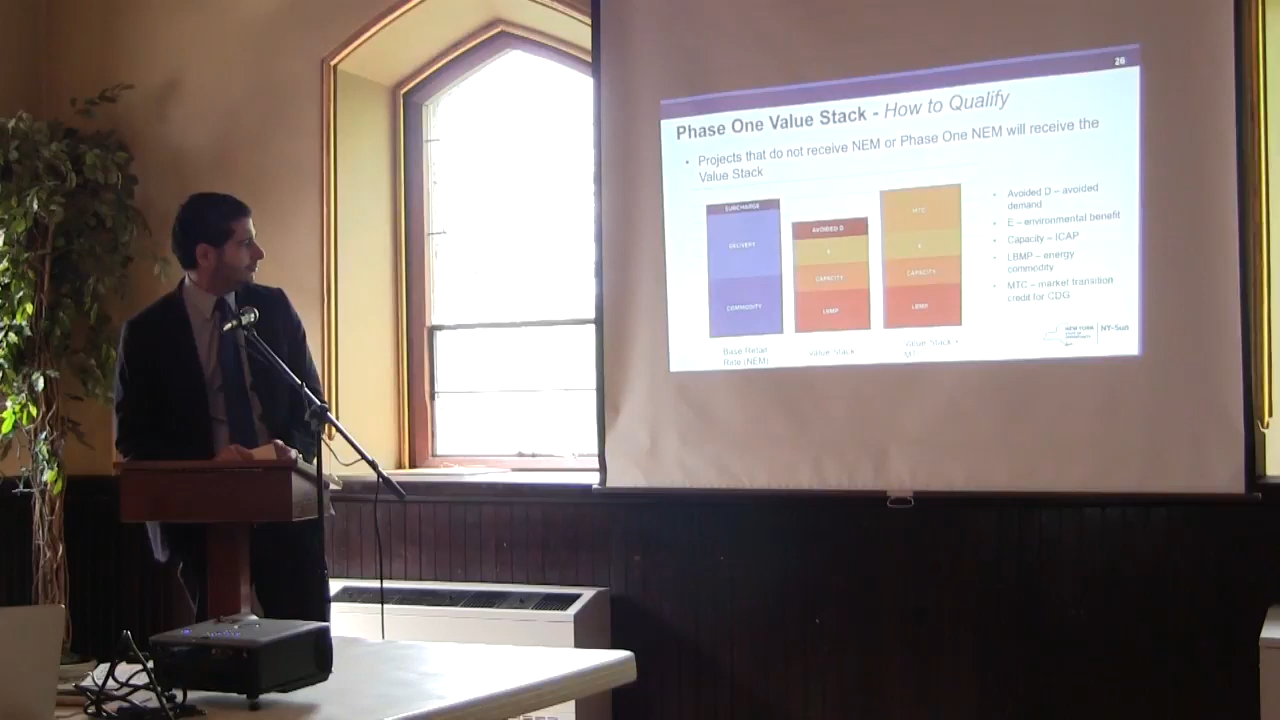 26
Phase One Value Stack - How to Qualify
• Projects that do not receive NEM or Phase One NEM will receive the
Value Stack
SURCHARGE
DELIVERY
COMMODITY
Base Retail
Rate (NEM)
AVOIDED D
E
CAPACITY
LBMP
Value Stack
MTC
E
CAPACITY
LBMP
Value Stack +
• Avoided D – avoided
demand
• E – environmental benefit
• Capacity – ICAP
• LBMP – energy
commodity
• MTC – market transition
credit for CDG
NEW YORK
NY-Sun